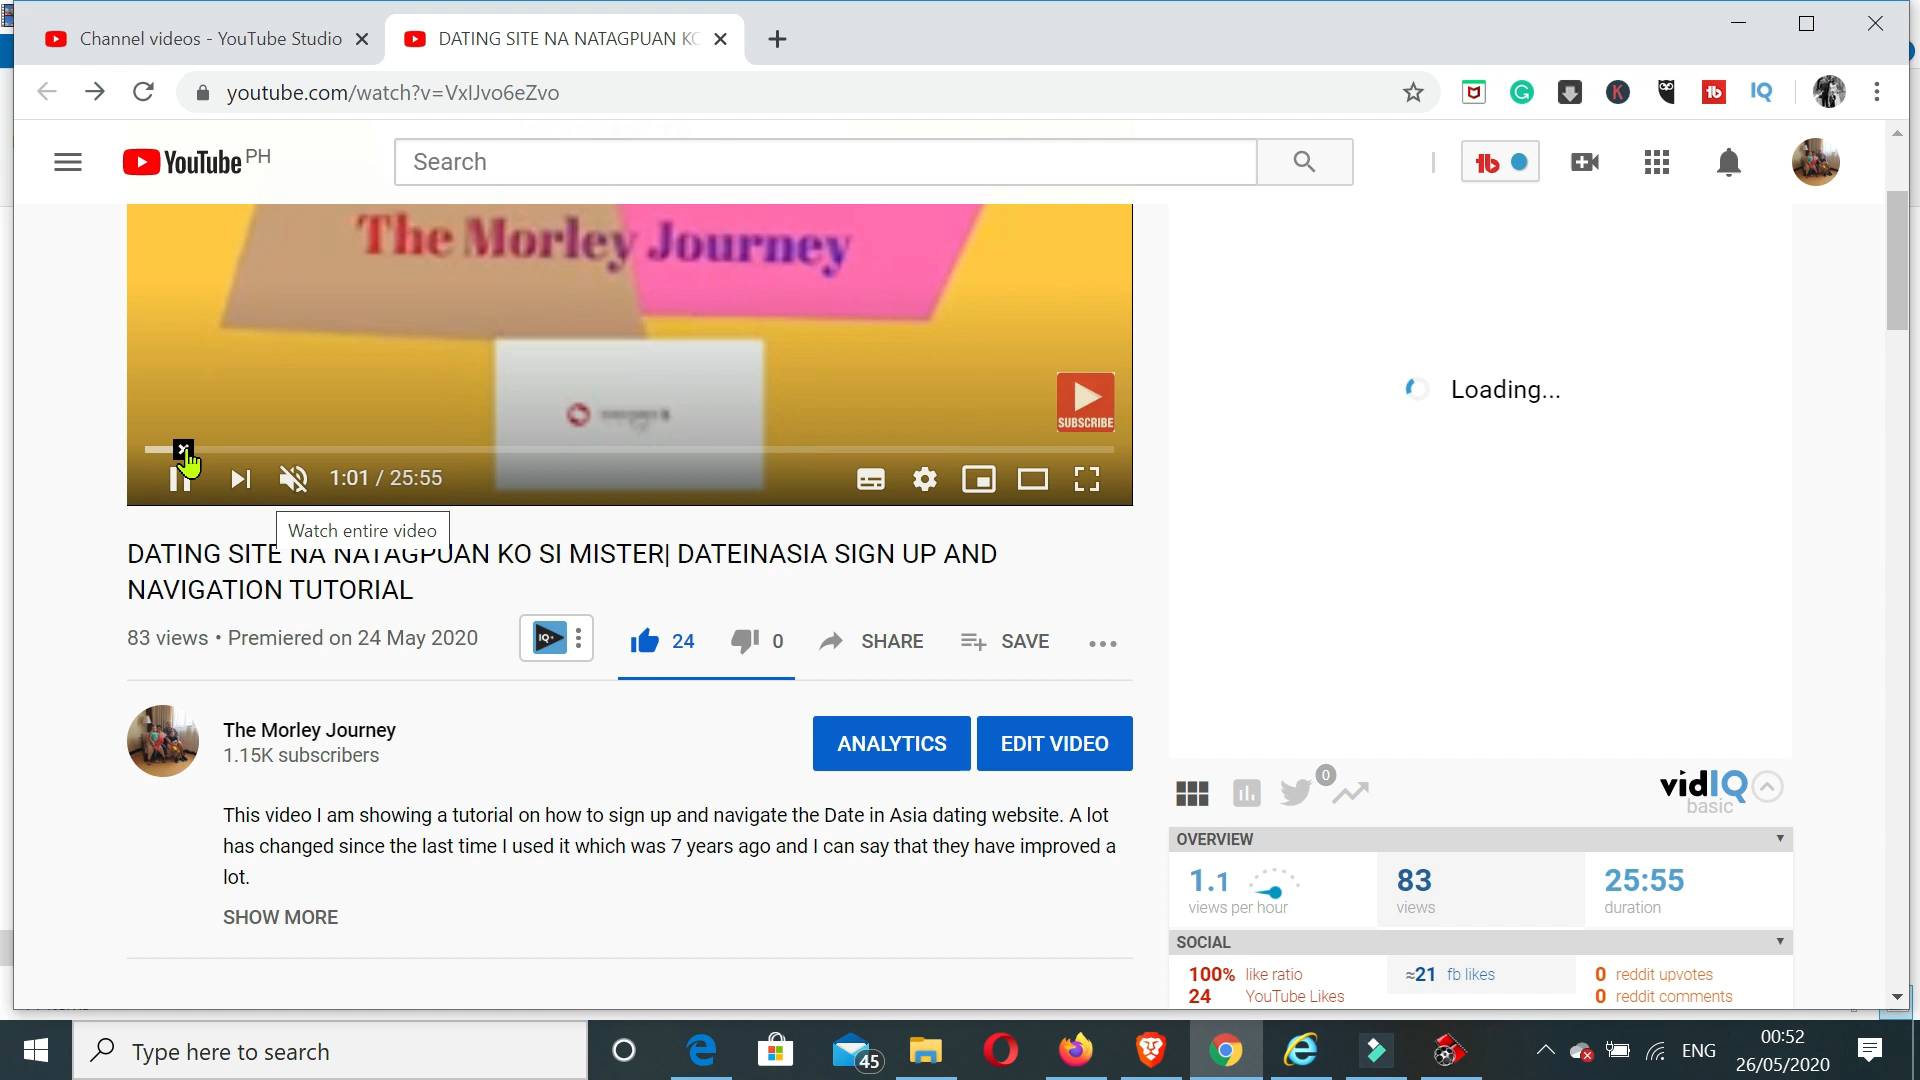 Channel videos - YouTube Studio
DATING SITE NA NATAGPUAN KO
youtube.com/watch?v=VxIJvo6eZvo
YouTube PH
Search
The Morley Journey
SUBSCRIBE
1:01 / 25:55
Watch entire video
DATING SITE NA NATAGPUAN KO SI MISTER| DATEINASIA SIGN UP AND
NAVIGATION TUTORIAL
83 views • Premiered on 24 May 2020
IQ+
24
0
SHARE
SAVE
The Morley Journey
1.15K subscribers
ANALYTICS
EDIT VIDEO
This video I am showing a tutorial on how to sign up and navigate the Date in Asia dating website. A lot
has changed since the last time I used it which was 7 years ago and I can say that they have improved a
lot.
SHOW MORE
Loading...
0
vidIQ
basic
OVERVIEW
1.1 83 25:55
views per hour views duration
SOCIAL
100% like ratio ≈21 fb likes 0 reddit upvotes
24 YouTube Likes 0 reddit comments
Type here to search
45
ENG
00:52
26/05/2020